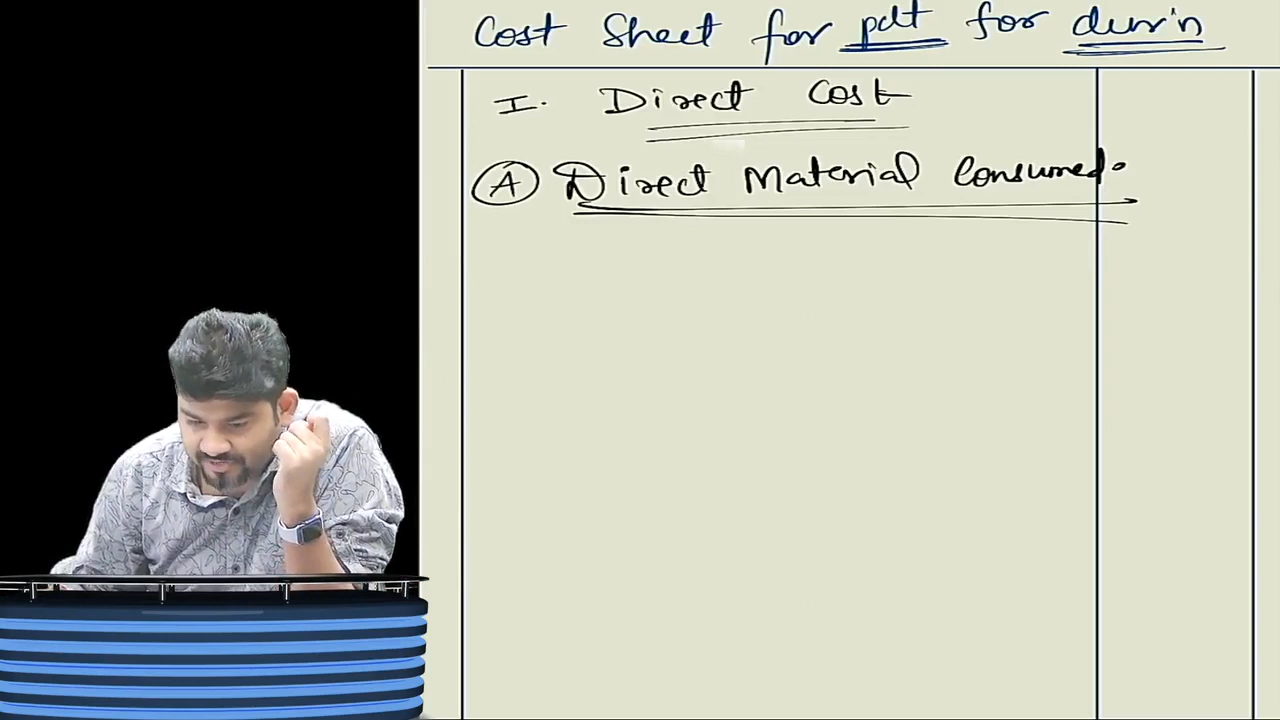 Cost Sheet for pdt for dur'n
I. Direct Cost
A Direct Material Consumed.